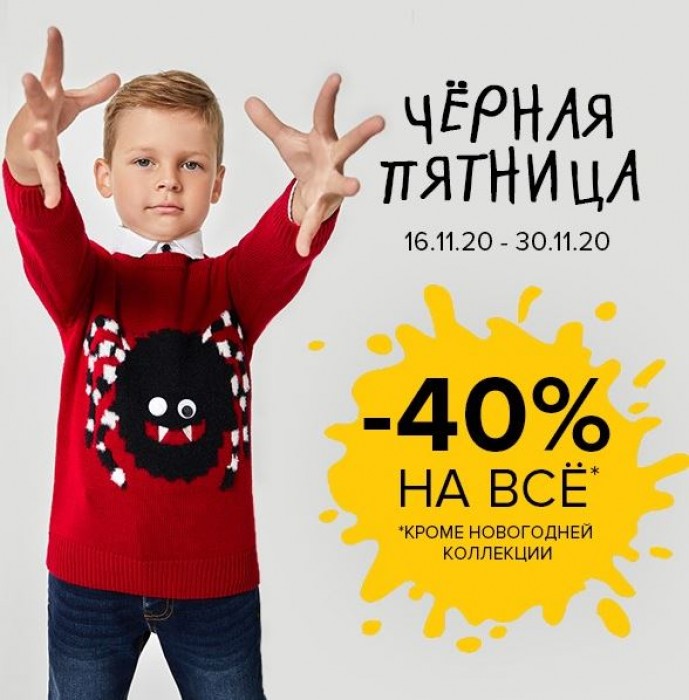 ЧЁРНАЯ
ПЯТНИЦА
16.11.20 - 30.11.20
-40%
НА ВСЁ*
*КРОМЕ НОВОГОДНЕЙ
КОЛЛЕКЦИИ